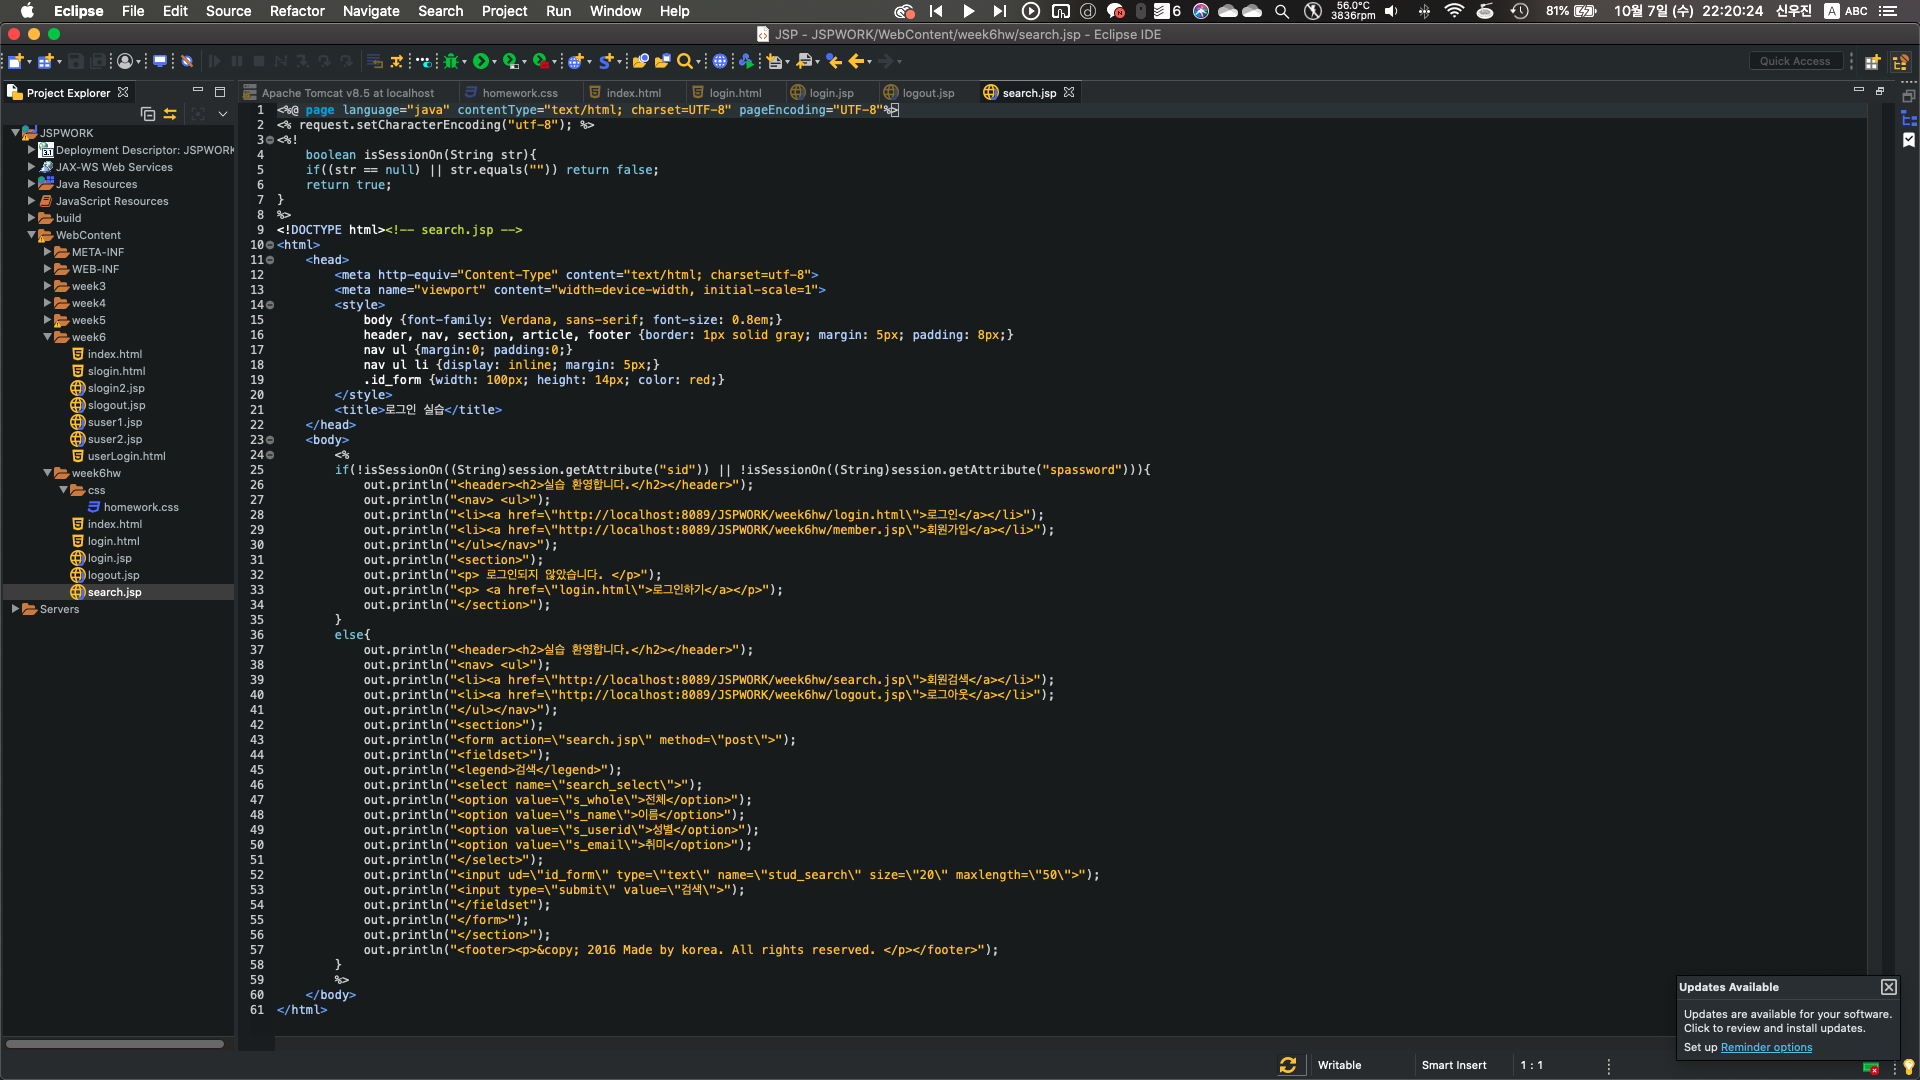 Eclipse File Edit Source Refactor Navigate Search Project Run Window Help 6 56.0°C 3836rpm 81% 10월 7일 (수) 22:20:24 신우진 A ABC
JSP - JSPWORK/WebContent/week6hw/search.jsp - Eclipse IDE
Quick Access
Project Explorer
Apache Tomcat v8.5 at localhost homework.css index.html login.html login.jsp logout.jsp search.jsp
JSPWORK
Deployment Descriptor: JSPWORK
JAX-WS Web Services
Java Resources
JavaScript Resources
build
WebContent
META-INF
WEB-INF
week3
week4
week5
week6
index.html
slogin.html
slogin2.jsp
slogout.jsp
suser1.jsp
suser2.jsp
userLogin.html
week6hw
css
homework.css
index.html
login.html
login.jsp
logout.jsp
search.jsp
Servers
1 <%@ page language="java" contentType="text/html; charset=UTF-8" pageEncoding="UTF-8"%>
2 <% request.setCharacterEncoding("utf-8"); %>
3 <%!
4 boolean isSessionOn(String str){
5 if((str == null) || str.equals("")) return false;
6 return true;
7 }
8 %>
9 <!DOCTYPE html><!-- search.jsp -->
10 <html>
11 <head>
12 <meta http-equiv="Content-Type" content="text/html; charset=utf-8">
13 <meta name="viewport" content="width=device-width, initial-scale=1">
14 <style>
15 body {font-family: Verdana, sans-serif; font-size: 0.8em;}
16 header, nav, section, article, footer {border: 1px solid gray; margin: 5px; padding: 8px;}
17 nav ul {margin:0; padding:0;}
18 nav ul li {display: inline; margin: 5px;}
19 .id_form {width: 100px; height: 14px; color: red;}
20 </style>
21 <title>로그인 실습</title>
22 </head>
23 <body>
24 <%
25 if(!isSessionOn((String)session.getAttribute("sid")) || !isSessionOn((String)session.getAttribute("spassword"))){
26 out.println("<header><h2>실습 환영합니다.</h2></header>");
27 out.println("<nav> <ul>");
28 out.println("<li><a href=\"http://localhost:8089/JSPWORK/week6hw/login.html\">로그인</a></li>");
29 out.println("<li><a href=\"http://localhost:8089/JSPWORK/week6hw/member.jsp\">회원가입</a></li>");
30 out.println("</ul></nav>");
31 out.println("<section>");
32 out.println("<p> 로그인되지 않았습니다. </p>");
33 out.println("<p> <a href=\"login.html\">로그인하기</a></p>");
34 out.println("</section>");
35 }
36 else{
37 out.println("<header><h2>실습 환영합니다.</h2></header>");
38 out.println("<nav> <ul>");
39 out.println("<li><a href=\"http://localhost:8089/JSPWORK/week6hw/search.jsp\">회원검색</a></li>");
40 out.println("<li><a href=\"http://localhost:8089/JSPWORK/week6hw/logout.jsp\">로그아웃</a></li>");
41 out.println("</ul></nav>");
42 out.println("<section>");
43 out.println("<form action=\"search.jsp\" method=\"post\">");
44 out.println("<fieldset>");
45 out.println("<legend>검색</legend>");
46 out.println("<select name=\"search_select\">");
47 out.println("<option value=\"s_whole\">전체</option>");
48 out.println("<option value=\"s_name\">이름</option>");
49 out.println("<option value=\"s_userid\">성별</option>");
50 out.println("<option value=\"s_email\">취미</option>");
51 out.println("</select>");
52 out.println("<input ud=\"id_form\" type=\"text\" name=\"stud_search\" size=\"20\" maxlength=\"50\">");
53 out.println("<input type=\"submit\" value=\"검색\">");
54 out.println("</fieldset");
55 out.println("</form>");
56 out.println("</section>");
57 out.println("<footer><p>&copy; 2016 Made by korea. All rights reserved. </p></footer>");
58 }
59 %>
60 </body>
61 </html>
Updates Available
Updates are available for your software.
Click to review and install updates.
Set up Reminder options
Writable Smart Insert 1 : 1